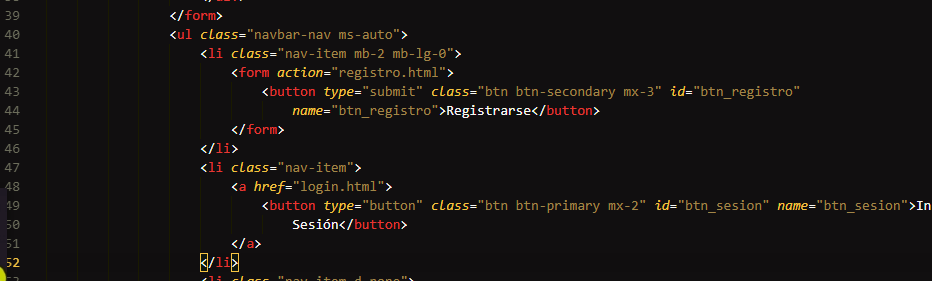 39 </form>
40 <ul class="navbar-nav ms-auto">
41 <li class="nav-item mb-2 mb-lg-0">
42 <form action="registro.html">
43 <button type="submit" class="btn btn-secondary mx-3" id="btn_registro"
44 name="btn_registro">Registrarse</button>
45 </form>
46 </li>
47 <li class="nav-item">
48 <a href="login.html">
49 <button type="button" class="btn btn-primary mx-2" id="btn_sesion" name="btn_sesion">In
50 Sesión</button>
51 </a>
52 </li>
<li class="nav-item d-none">